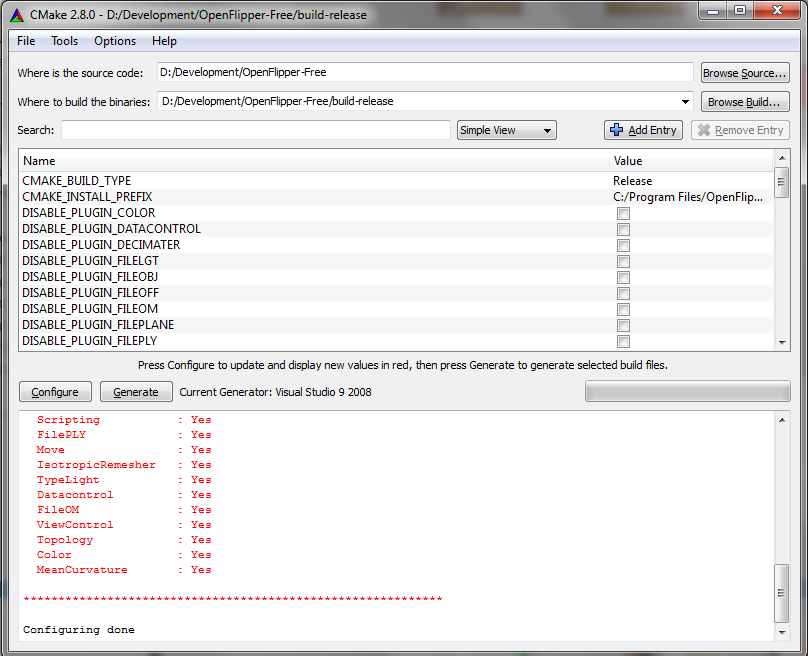 CMake 2.8.0 - D:/Development/OpenFlipper-Free/build-release
File Tools Options Help
Where is the source code: D:/Development/OpenFlipper-Free Browse Source...
Where to build the binaries: D:/Development/OpenFlipper-Free/build-release Browse Build...
Search: Simple View Add Entry Remove Entry
Name Value
CMAKE_BUILD_TYPE Release
CMAKE_INSTALL_PREFIX C:/Program Files/OpenFlip...
DISABLE_PLUGIN_COLOR
DISABLE_PLUGIN_DATACONTROL
DISABLE_PLUGIN_DECIMATER
DISABLE_PLUGIN_FILELGT
DISABLE_PLUGIN_FILEOBJ
DISABLE_PLUGIN_FILEOFF
DISABLE_PLUGIN_FILEOM
DISABLE_PLUGIN_FILEPLANE
DISABLE_PLUGIN_FILEPLY
Press Configure to update and display new values in red, then press Generate to generate selected build files.
Configure Generate Current Generator: Visual Studio 9 2008
Scripting : Yes
FilePLY : Yes
Move : Yes
IsotropicRemesher : Yes
TypeLight : Yes
Datacontrol : Yes
FileOM : Yes
ViewControl : Yes
Topology : Yes
Color : Yes
MeanCurvature : Yes
************************************************************
Configuring done